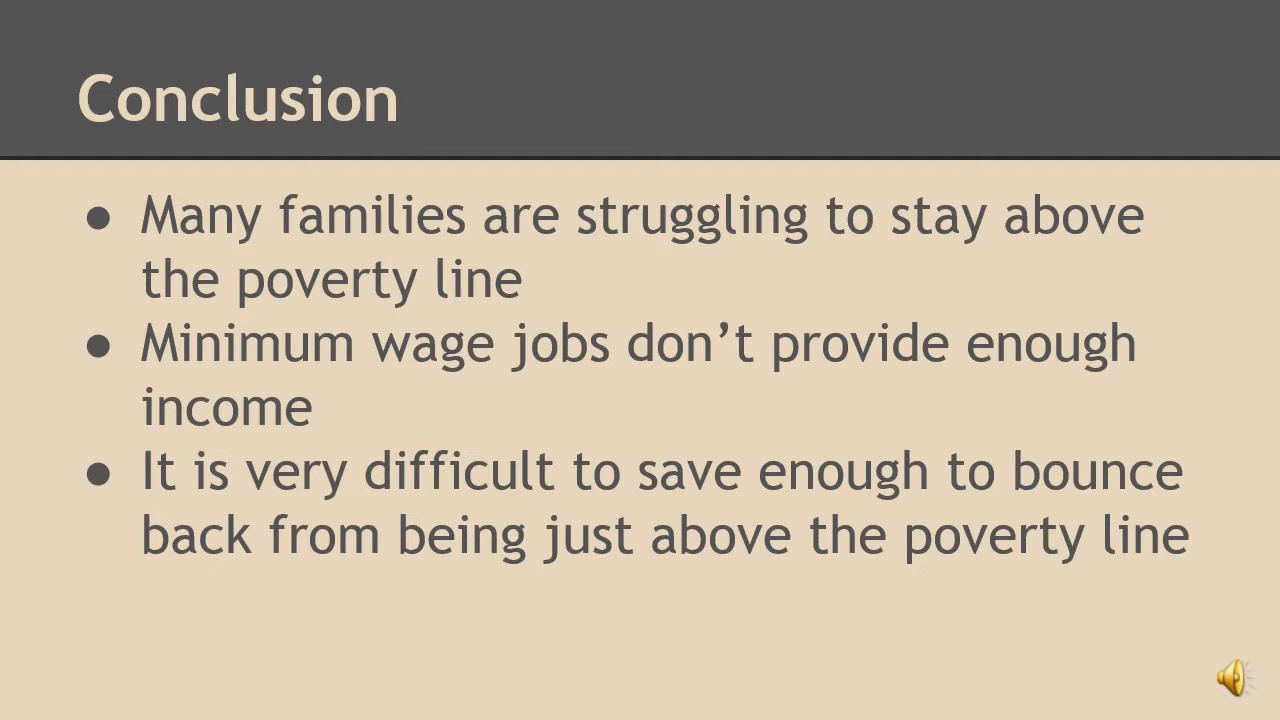 Conclusion
● Many families are struggling to stay above
the poverty line
● Minimum wage jobs don’t provide enough
income
● It is very difficult to save enough to bounce
back from being just above the poverty line